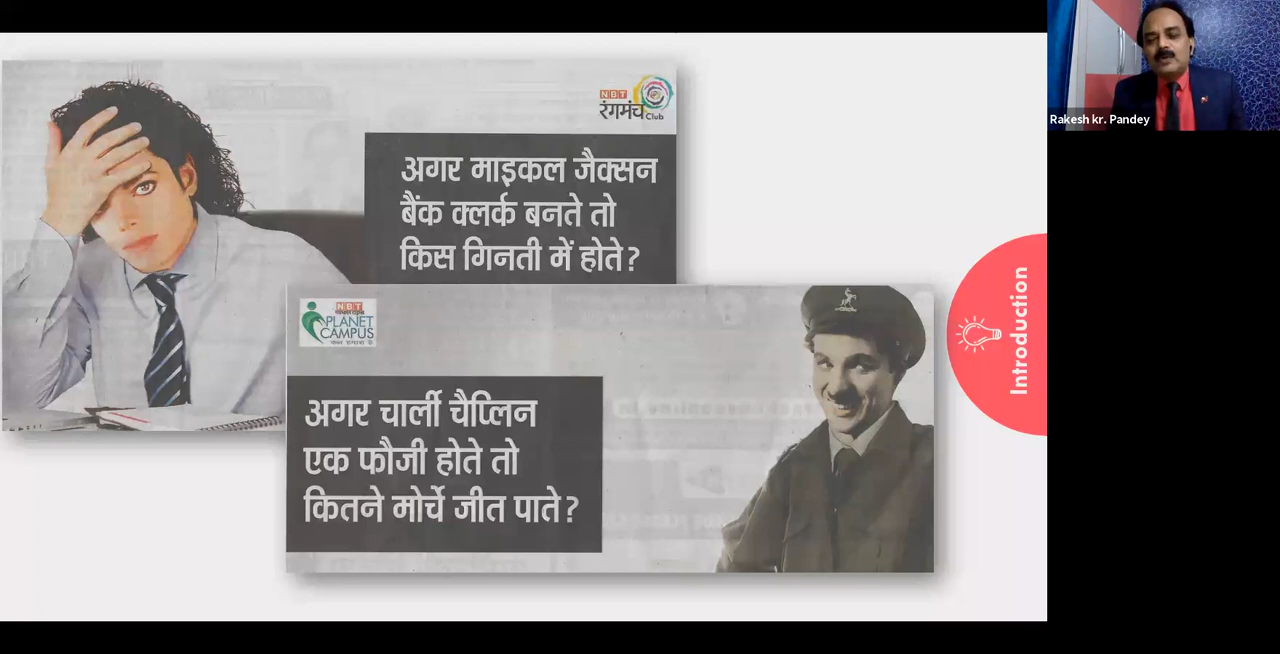 NBT
रंगमंच Club
अगर माइकल जैक्सन
बैंक क्लर्क बनते तो
किस गिनती में होते?
NBT
PLANET
CAMPUS
अगर चार्ली चैप्लिन
एक फौजी होते तो
कितने मोर्चे जीत पाते?
Introduction
Rakesh kr. Pandey